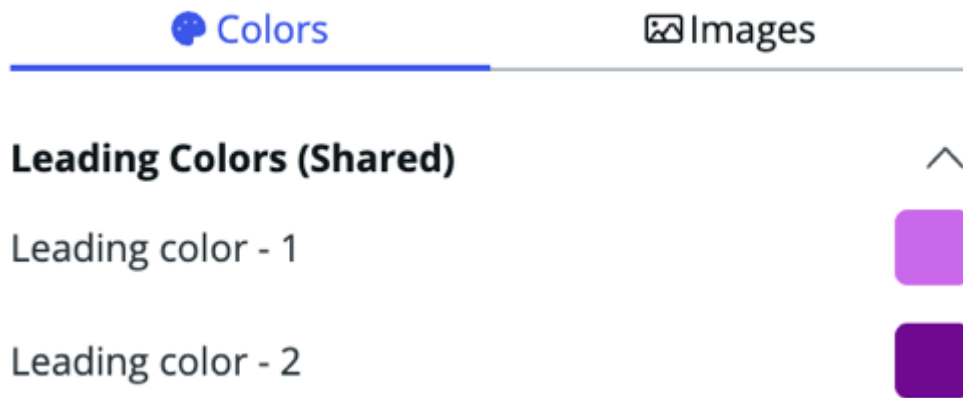 Colors Images
Leading Colors (Shared)
Leading color - 1
Leading color - 2